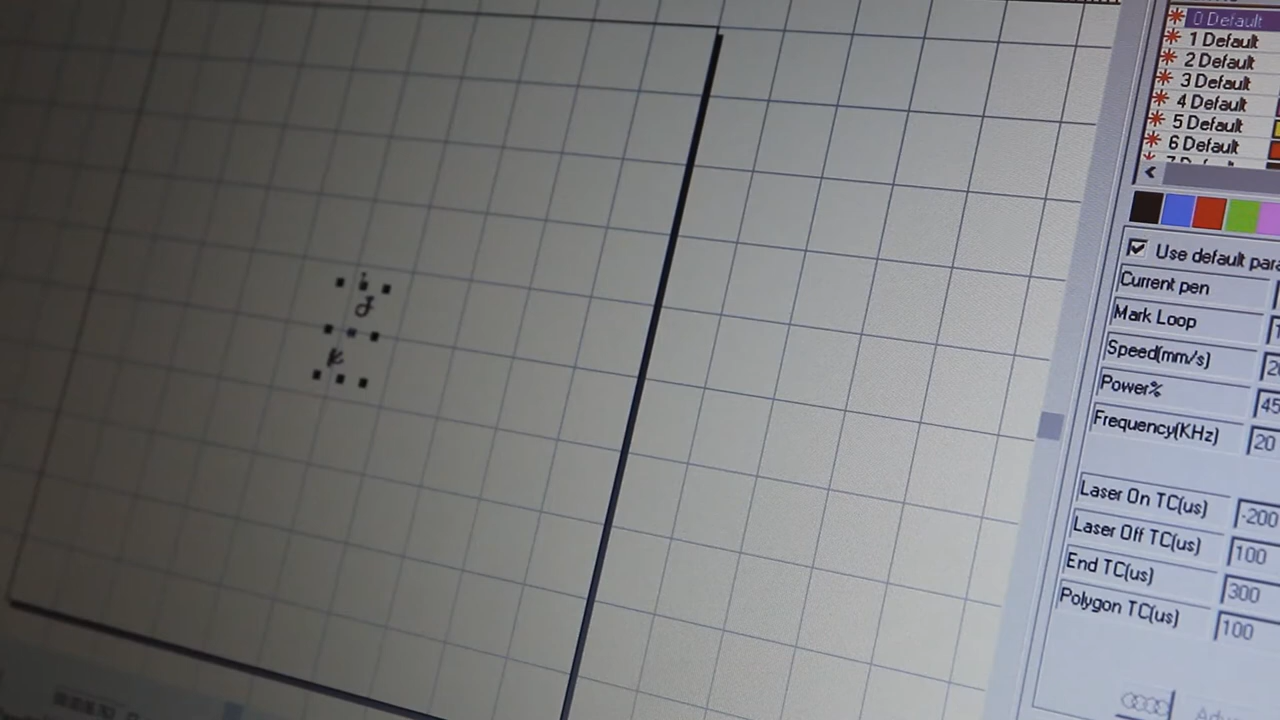 0 Default
1 Default
2 Default
3 Default
4 Default
5 Default
6 Default
Use default
Current pen
Mark Loop
Speed(mm/s)
Power%
45
Frequency(KHz)
20
Laser On TC(us)
-200
Laser Off TC(us)
100
End TC(us)
300
Polygon TC(us)
100
J
K